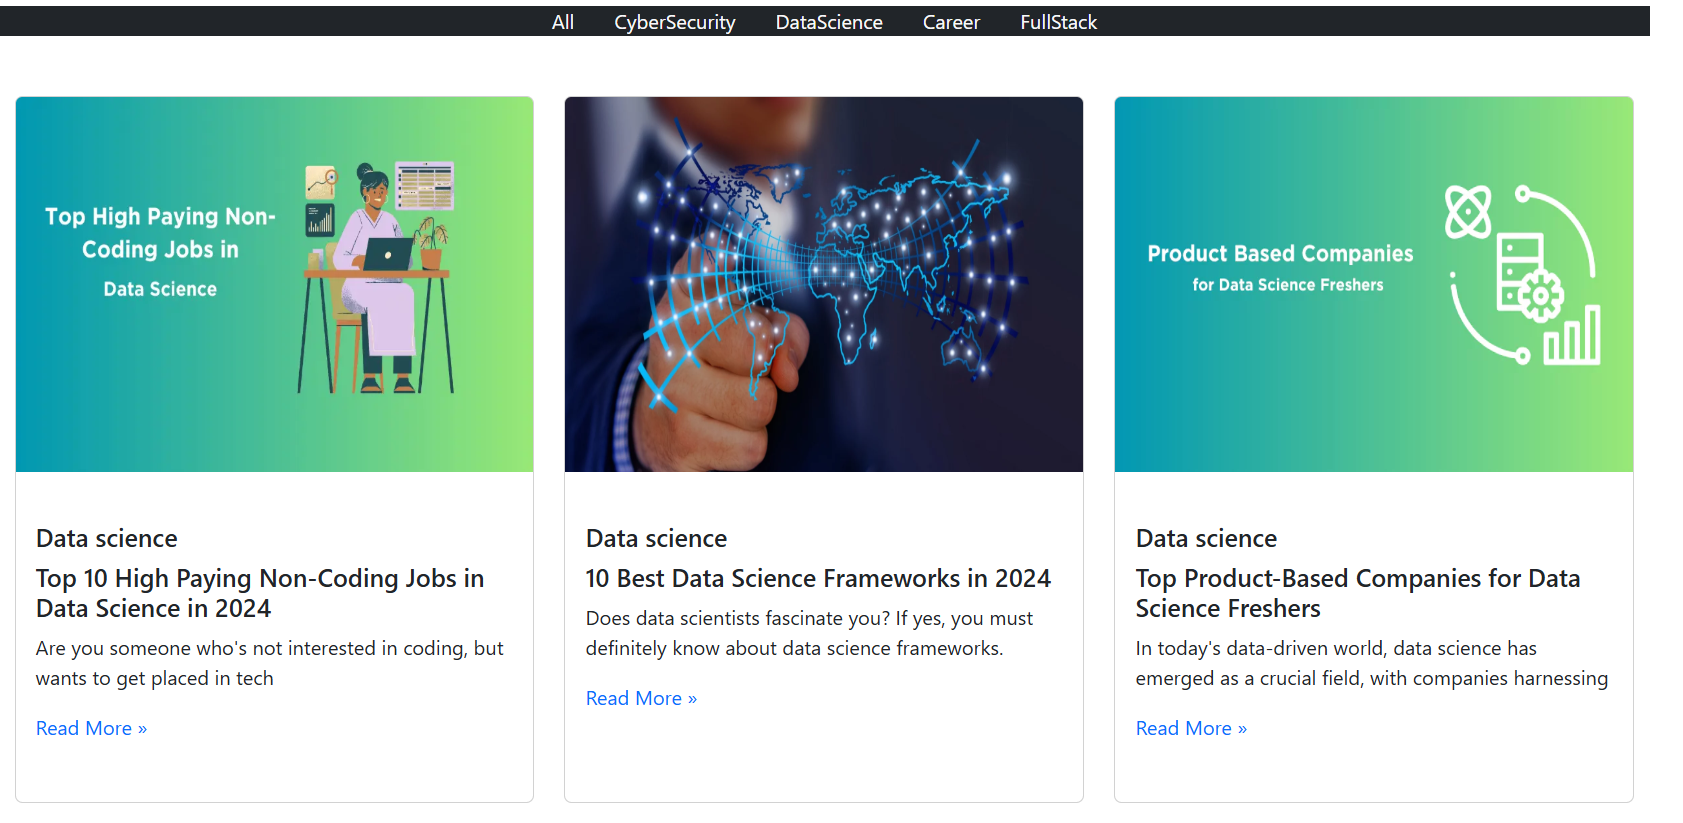 All CyberSecurity DataScience Career FullStack
Top High Paying Non-
Coding Jobs in
Data Science
Product Based Companies
for Data Science Freshers
Data science
Top 10 High Paying Non-Coding Jobs in
Data Science in 2024
Are you someone who's not interested in coding, but
wants to get placed in tech
Read More »
Data science
10 Best Data Science Frameworks in 2024
Does data scientists fascinate you? If yes, you must
definitely know about data science frameworks.
Read More »
Data science
Top Product-Based Companies for Data
Science Freshers
In today's data-driven world, data science has
emerged as a crucial field, with companies harnessing
Read More »